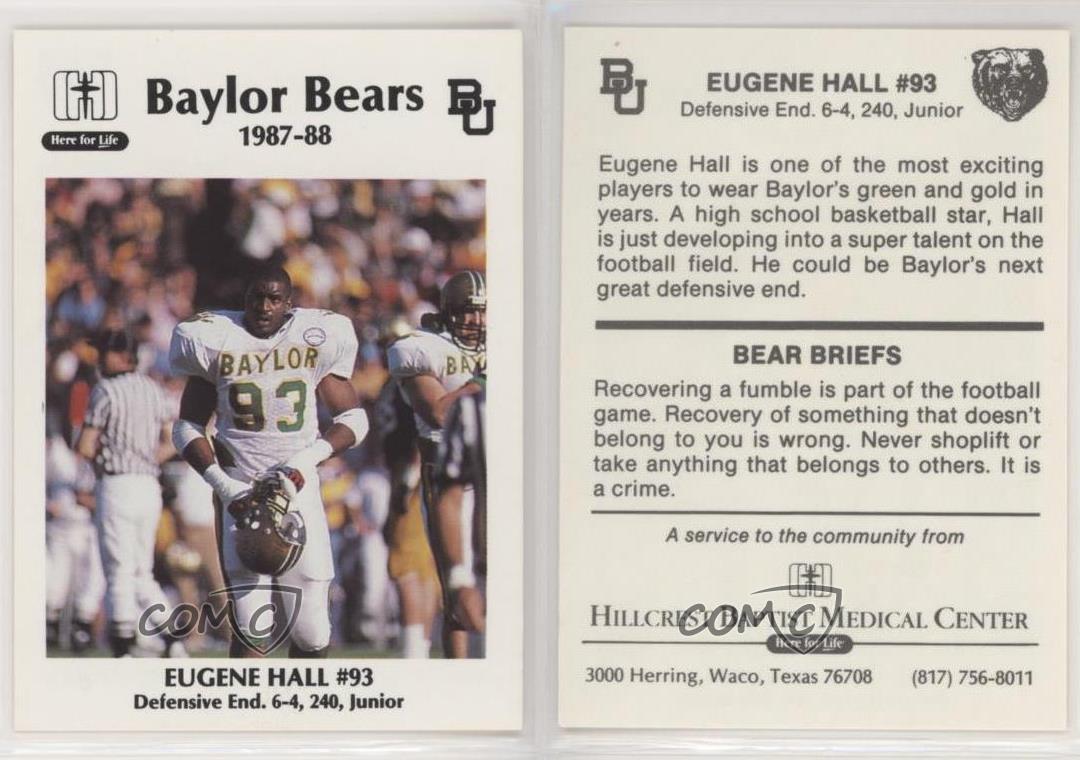 Baylor Bears
1987-88
BU
Here for Life
BAYLOR
93
BAY
COMC
EUGENE HALL #93
Defensive End. 6-4, 240, Junior
BU
EUGENE HALL #93
Defensive End. 6-4, 240, Junior
Eugene Hall is one of the most exciting
players to wear Baylor's green and gold in
years. A high school basketball star, Hall
is just developing into a super talent on the
football field. He could be Baylor's next
great defensive end.
BEAR BRIEFS
Recovering a fumble is part of the football
game. Recovery of something that doesn't
belong to you is wrong. Never shoplift or
take anything that belongs to others. It is
a crime.
A service to the community from
HILLCREST BAPTIST MEDICAL CENTER
COMC
Here for Life
3000 Herring, Waco, Texas 76708 (817) 756-8011